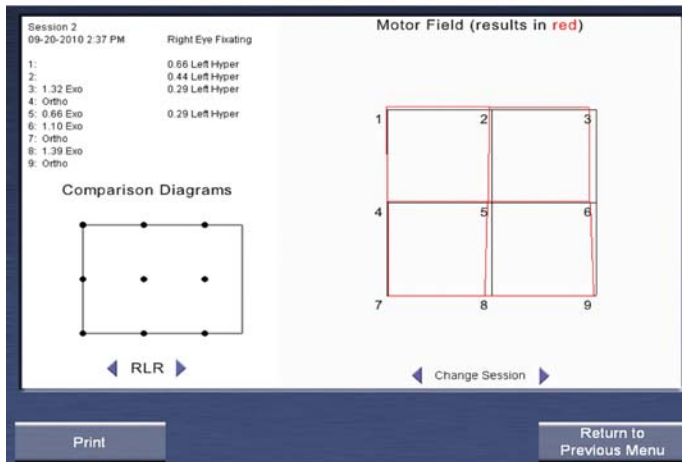 Session 2
09-20-2010 2:37 PM Right Eye Fixating
1: 0.66 Left Hyper
2: 0.44 Left Hyper
3: 1.32 Exo 0.29 Left Hyper
4: Ortho
5: 0.66 Exo 0.29 Left Hyper
6: 1.10 Exo
7: Ortho
8: 1.39 Exo
9: Ortho
Comparison Diagrams
RLR
Motor Field (results in red)
1 2 3
4 5 6
7 8 9
Change Session
Print
Return to
Previous Menu